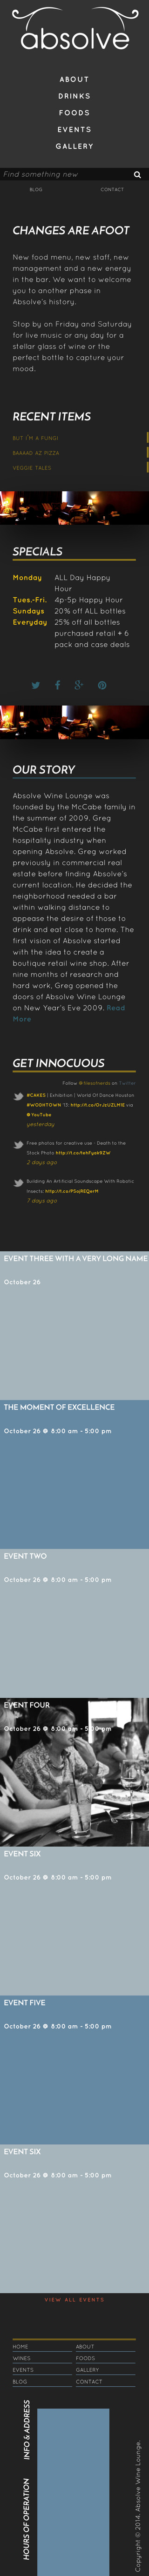 absolve
ABOUT
DRINKS
FOODS
EVENTS
GALLERY
Find something new
BLOG
CONTACT
CHANGES ARE AFOOT
New food menu, new staff, new
management and a new energy
in the bar. We want to welcome
you to another phase in
Absolve's history.
Stop by on Friday and Saturday
for live music or any day for a
stellar glass of wine or the
perfect bottle to capture your
mood.
RECENT ITEMS
BUT I'M A FUNGI
BAAAAD AZ PIZZA
VEGGIE TALES
SPECIALS
Monday ALL Day Happy
Hour
Tues.-Fri. 4p-5p Happy Hour
Sundays 20% off ALL bottles
Everyday 25% off all bottles
purchased retail + 6
pack and case deals
OUR STORY
Absolve Wine Lounge was
founded by the McCabe family in
the summer of 2009. Greg
McCabe first entered the
hospitality industry when
opening Absolve. Greg worked
previously in commercial real
estate before finding Absolve's
current location. He decided the
neighborhood needed a bar
within walking distance to
appease the desire of those to
drink and be close to home. The
first vision of Absolve started
with the idea to create a
boutique retail wine shop. After
nine months of planning and
hard work, Greg opened the
doors of Absolve Wine Lounge
on New Year's Eve of 2009. Read
More
GET INNOCUOUS
on Twitter
#CAKES | Exhibition | World Of Dance Houston
via
@YouTube
yesterday
Free photos for creative use : Death to the
Stock Photo
2 days ago
Building An Artificial Soundscape With Robotic
Insects:
7 days ago
EVENT THREE WITH A VERY LONG NAME
October 26
THE MOMENT OF EXCELLENCE
October 26 @ 8:00 am - 5:00 pm
EVENT TWO
October 26 @ 8:00 am - 5:00 pm
EVENT FOUR
October 26 @ 8:00 am - 5:00 pm
EVENT SIX
October 26 @ 8:00 am - 5:00 pm
EVENT FIVE
October 26 @ 8:00 am - 5:00 pm
EVENT SIX
October 26 @ 8:00 am - 5:00 pm
VIEW ALL EVENTS
HOME
ABOUT
WINES
FOODS
EVENTS
GALLERY
BLOG
CONTACT
INFO & ADDRESS
HOURS OF OPERATION
Copyright © 2014. Absolve Wine Lounge.